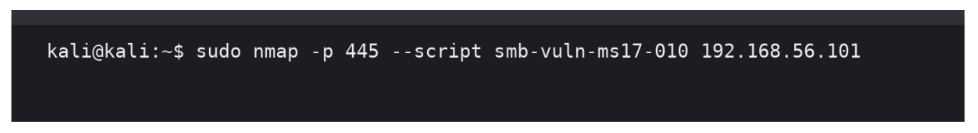 kali@kali:~$ sudo nmap -p 445 --script smb-vuln-ms17-010 192.168.56.101